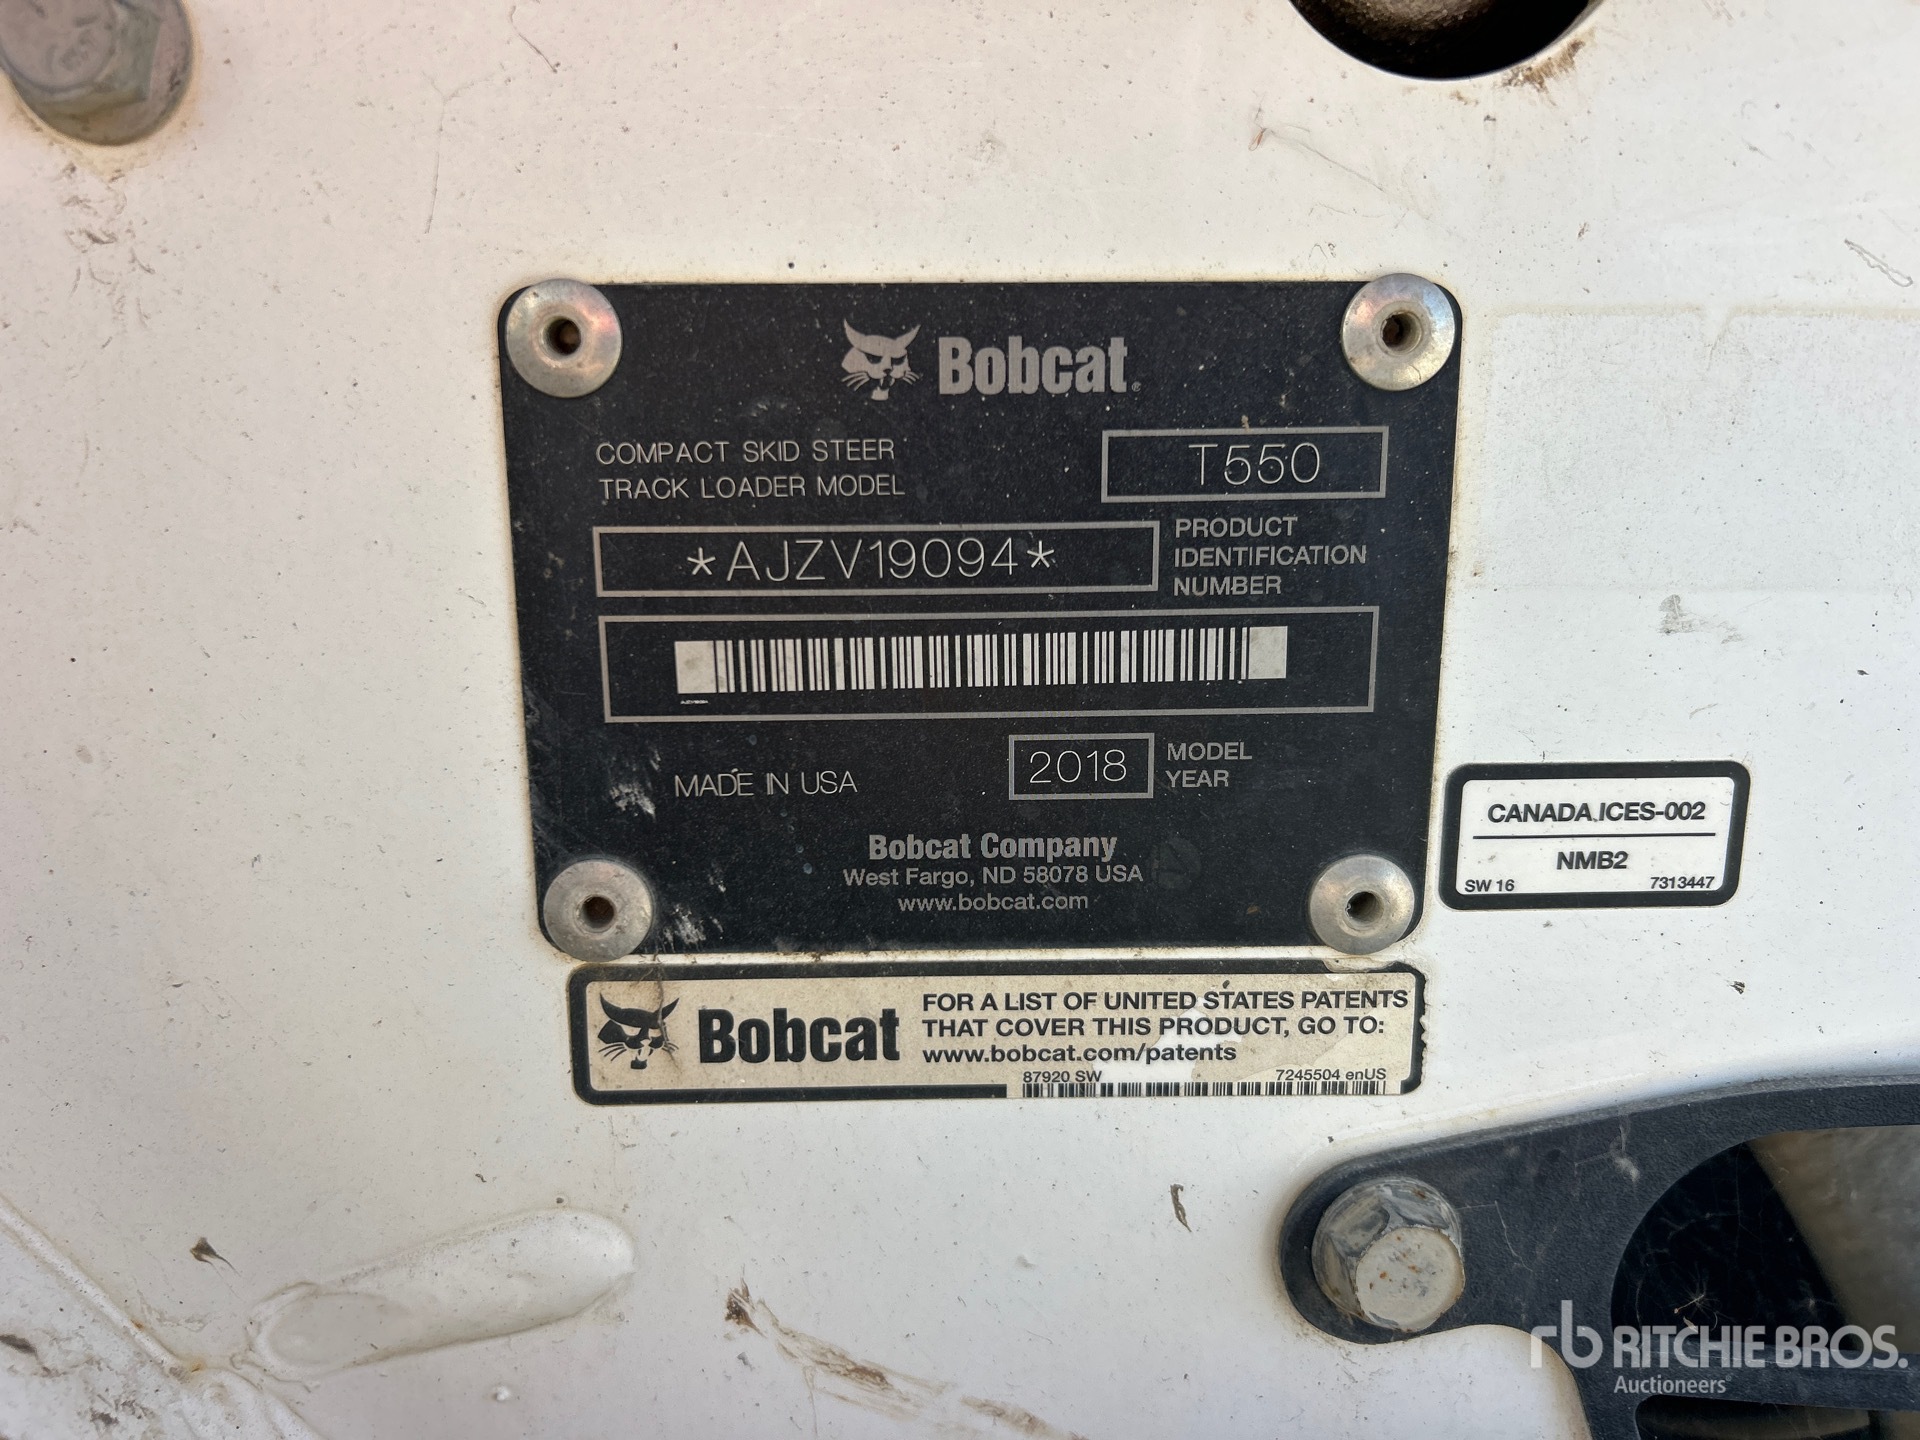 Bobcat
COMPACT SKID STEER
TRACK LOADER MODEL
T550
*AJZV19094*
PRODUCT
IDENTIFICATION
NUMBER
MADE IN USA
2018
MODEL
YEAR
Bobcat Company
West Fargo, ND 58078 USA
www.bobcat.com
CANADA ICES-002
NMB2
SW 16 7313447
Bobcat
FOR A LIST OF UNITED STATES PATENTS
THAT COVER THIS PRODUCT, GO TO:
www.bobcat.com/patents
87920 SW 7245504 enUS
rb RITCHIE BROS.
Auctioneers